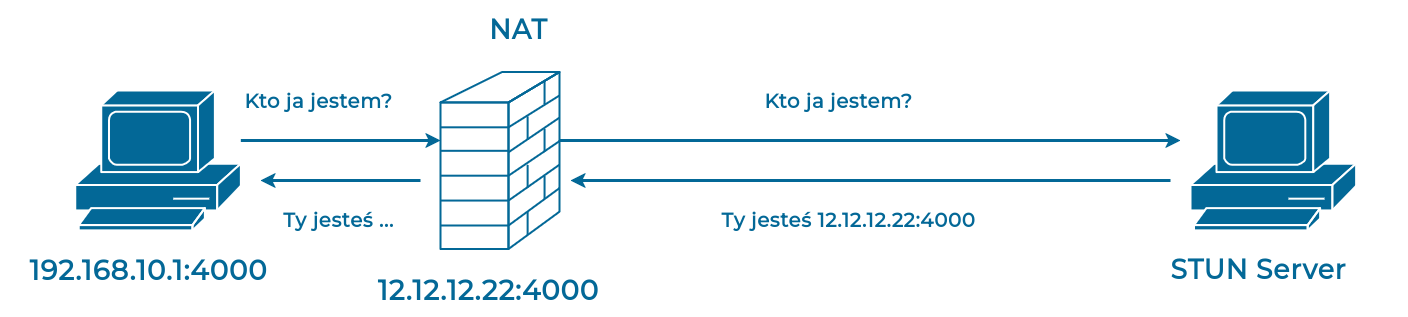 NAT
Kto ja jestem?
Kto ja jestem?
Ty jesteś ...
Ty jesteś 12.12.12.22:4000
192.168.10.1:4000
12.12.12.22:4000
STUN Server